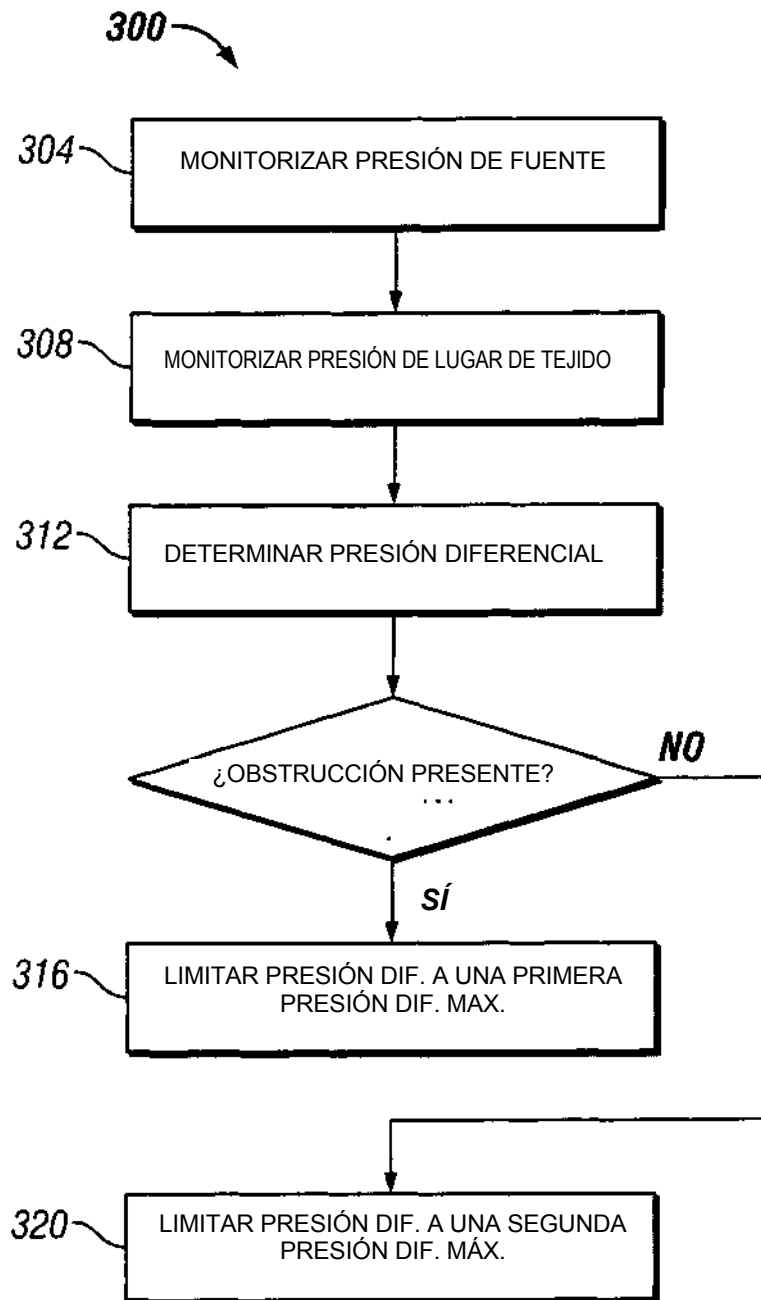 300
304
MONITORIZAR PRESIÓN DE FUENTE
308
MONITORIZAR PRESIÓN DE LUGAR DE TEJIDO
312
DETERMINAR PRESIÓN DIFERENCIAL
¿OBSTRUCCIÓN PRESENTE?
NO
SÍ
316
LIMITAR PRESIÓN DIF. A UNA PRIMERA
PRESIÓN DIF. MAX.
320
LIMITAR PRESIÓN DIF. A UNA SEGUNDA
PRESIÓN DIF. MÁX.